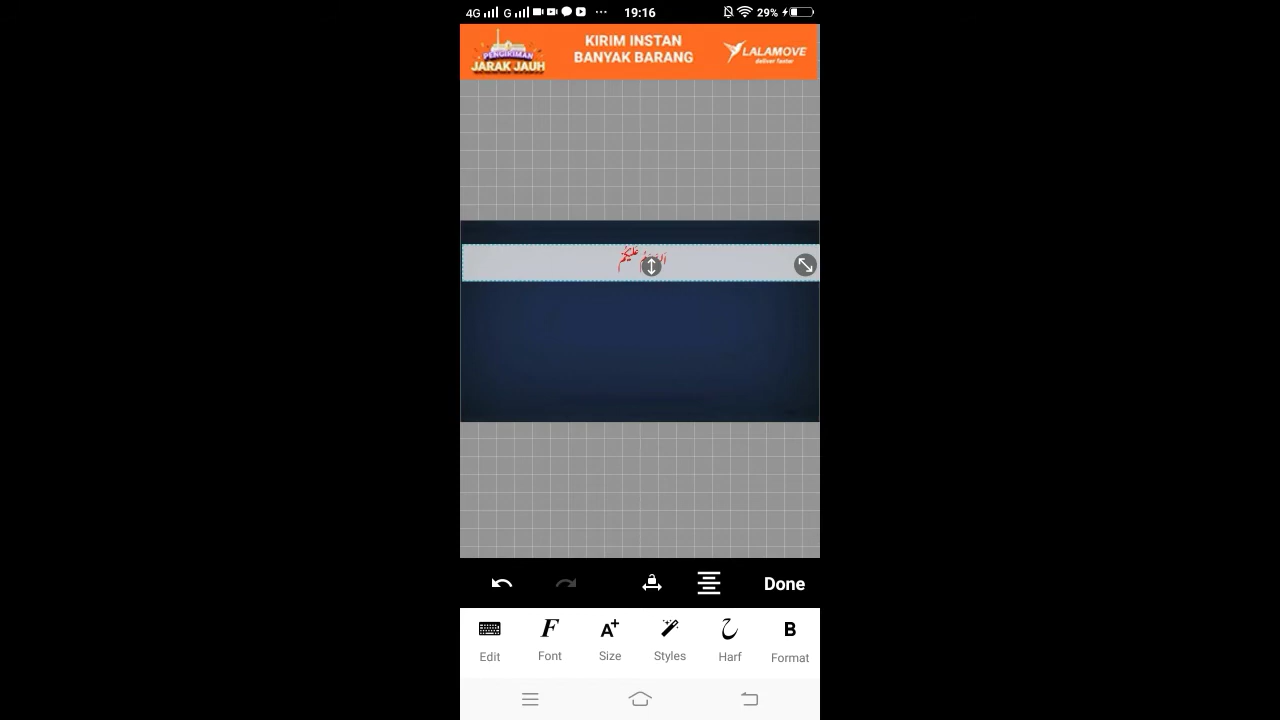 4G G ... 19:16 29%
PENGIRIMAN
JARAK JAUH
KIRIM INSTAN
BANYAK BARANG
LALAMOVE
deliver faster
عَلَيْكُمْ
Done
Edit Font Size Styles Harf Format